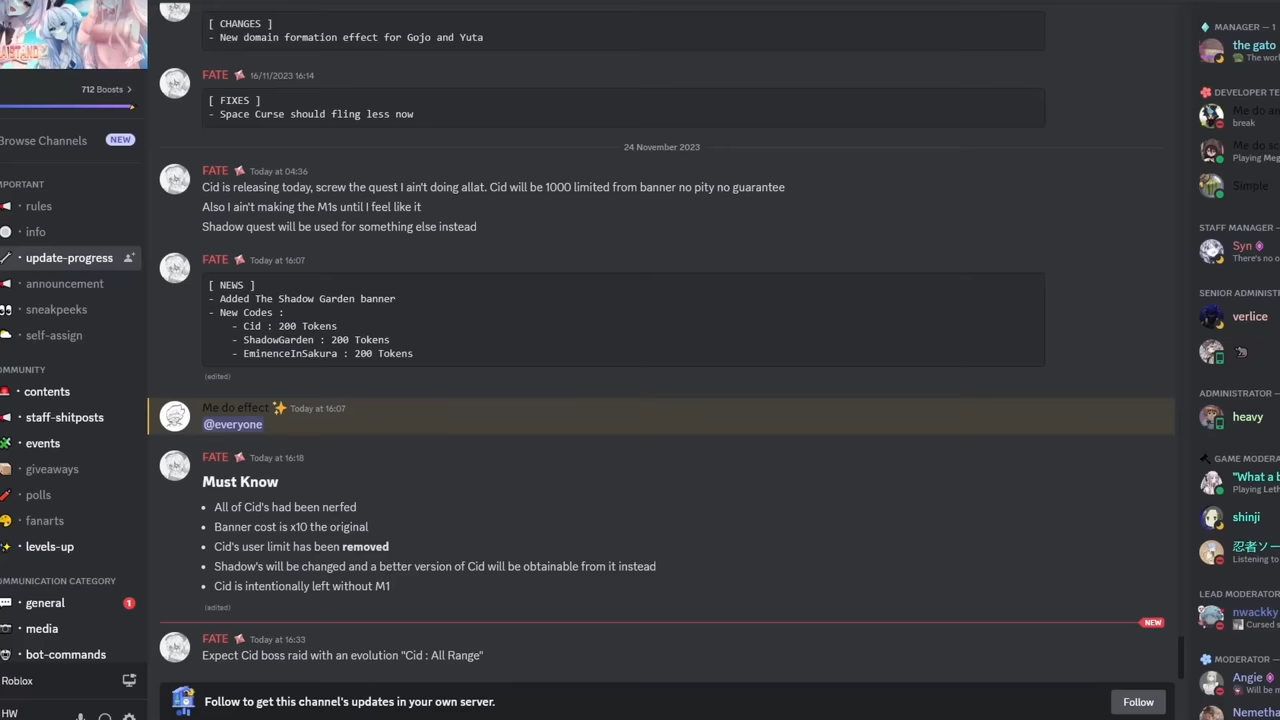 712 Boosts
Browse Channels
NEW
IMPORTANT
rules
info
update-progress
announcement
sneakpeeks
self-assign
COMMUNITY
contents
staff-shitposts
events
giveaways
polls
fanarts
levels-up
COMMUNICATION CATEGORY
general
1
media
bot-commands
Roblox
HW
[ CHANGES ]
- New domain formation effect for Gojo and Yuta
FATE 16/11/2023 16:14
[ FIXES ]
- Space Curse should fling less now
24 November 2023
FATE Today at 04:36
Cid is releasing today, screw the quest I ain't doing allat. Cid will be 1000 limited from banner no pity no guarantee
Also I ain't making the M1s until I feel like it
Shadow quest will be used for something else instead
FATE Today at 16:07
[ NEWS ]
- Added The Shadow Garden banner
- New Codes :
- Cid : 200 Tokens
- ShadowGarden : 200 Tokens
- EminenceInSakura : 200 Tokens
(edited)
Me do effect Today at 16:07
@everyone
FATE Today at 16:18
Must Know
• All of Cid's had been nerfed
• Banner cost is x10 the original
• Cid's user limit has been removed
• Shadow's will be changed and a better version of Cid will be obtainable from it instead
• Cid is intentionally left without M1
(edited)
NEW
FATE Today at 16:33
Expect Cid boss raid with an evolution "Cid : All Range"
Follow to get this channel's updates in your own server.
Follow
MANAGER — 1
the gato
The worl
DEVELOPER TE
Me do an
break
Me do sc
Playing Meg
Simple
STAFF MANAGER
Syn
There's no o
SENIOR ADMINIST
verlice
ADMINISTRATOR
heavy
GAME MODERA
"What a b
Playing Leth
shinji
忍者ソー
Listening to
LEAD MODERATO
nwackky
Cursed s
MODERATOR —
Angie
Will be m
Nemetha